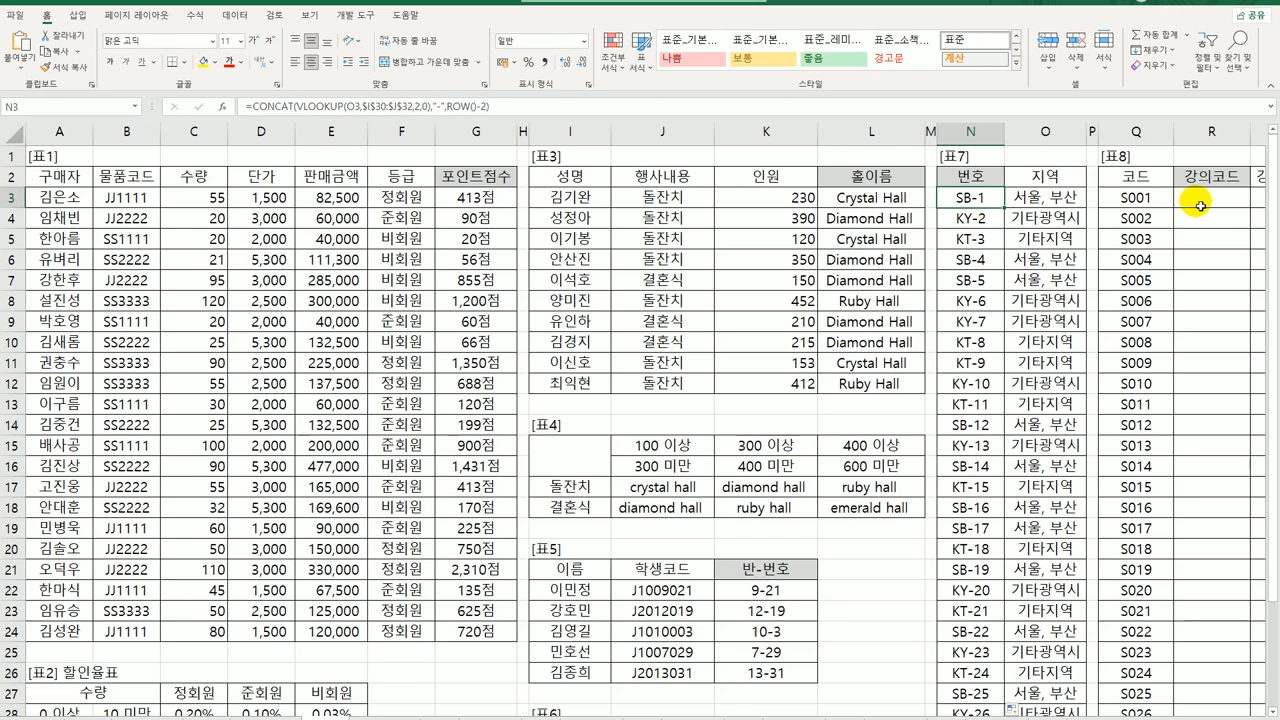 파일 홈 삽입 페이지 레이아웃 수식 데이터 검토 보기 개발 도구 도움말 공유
잘라내기 맑은 고딕 11 가 가 자동 줄 바꿈 일반 표준_기본... 표준_기본... 표준_레미... 표준_소책... 표준 자동 합계
붙여넣기 복사 채우기
서식 복사 가 가 가 가 병합하고 가운데 맞춤 % 조건부 서식 표 서식 나쁨 보통 좋음 경고문 계산 삽입 삭제 서식 지우기 정렬 및 필터 찾기 및 선택
클립보드 글꼴 맞춤 스타일 셀 편집
N3 =CONCAT(VLOOKUP(O3,$I$30:$J$32,2,0),"-",ROW()-2)
A B C D E F G H I J K L M N O P Q R
1 [표1] [표3] [표7] [표8]
2 구매자 물품코드 수량 단가 판매금액 등급 포인트점수 성명 행사내용 인원 홀이름 번호 지역 코드 강의코드
3 김은소 JJ1111 55 1,500 82,500 정회원 413점 김기완 돌잔치 230 Crystal Hall SB-1 서울, 부산 S001
4 임채빈 JJ2222 20 3,000 60,000 준회원 90점 성정아 돌잔치 390 Diamond Hall KY-2 기타광역시 S002
5 한아름 SS1111 20 2,000 40,000 비회원 20점 이기봉 돌잔치 120 Crystal Hall KT-3 기타지역 S003
6 유벼리 SS2222 21 5,300 111,300 비회원 56점 안산진 돌잔치 350 Diamond Hall SB-4 서울, 부산 S004
7 강한후 JJ2222 95 3,000 285,000 비회원 855점 이석호 결혼식 150 Diamond Hall SB-5 서울, 부산 S005
8 설진성 SS3333 120 2,500 300,000 비회원 1,200점 양미진 돌잔치 452 Ruby Hall KY-6 기타광역시 S006
9 박호영 SS1111 20 2,000 40,000 준회원 60점 유인하 결혼식 210 Diamond Hall KY-7 기타광역시 S007
10 김새롬 SS2222 25 5,300 132,500 비회원 66점 김경지 결혼식 215 Diamond Hall KT-8 기타지역 S008
11 권충수 SS3333 90 2,500 225,000 정회원 1,350점 이신호 돌잔치 153 Crystal Hall KT-9 기타지역 S009
12 임원이 SS3333 55 2,500 137,500 준회원 688점 최익현 돌잔치 412 Ruby Hall KY-10 기타광역시 S010
13 이구름 SS1111 30 2,000 60,000 준회원 120점 KT-11 기타지역 S011
14 김중건 SS2222 25 5,300 132,500 준회원 199점 [표4] SB-12 서울, 부산 S012
15 배사공 SS1111 100 2,000 200,000 준회원 900점 100 이상 300 이상 400 이상 KY-13 기타광역시 S013
16 김진상 SS2222 90 5,300 477,000 비회원 1,431점 300 미만 400 미만 600 미만 SB-14 서울, 부산 S014
17 고진웅 JJ2222 55 3,000 165,000 준회원 413점 돌잔치 crystal hall diamond hall ruby hall KT-15 기타지역 S015
18 안대훈 SS2222 32 5,300 169,600 비회원 170점 결혼식 diamond hall ruby hall emerald hall SB-16 서울, 부산 S016
19 민병욱 JJ1111 60 1,500 90,000 준회원 225점 SB-17 서울, 부산 S017
20 김솔오 JJ2222 50 3,000 150,000 정회원 750점 [표5] KT-18 기타지역 S018
21 오덕우 JJ2222 110 3,000 330,000 정회원 2,310점 이름 학생코드 반-번호 SB-19 서울, 부산 S019
22 한마식 JJ1111 45 1,500 67,500 준회원 135점 이민정 J1009021 9-21 KY-20 기타광역시 S020
23 임유승 SS3333 50 2,500 125,000 정회원 625점 강호민 J2012019 12-19 KT-21 기타지역 S021
24 김성완 JJ1111 80 1,500 120,000 정회원 720점 김영길 J1010003 10-3 SB-22 서울, 부산 S022
25 민호선 J1007029 7-29 KY-23 기타광역시 S023
26 [표2] 할인율표 김종희 J2013031 13-31 KT-24 기타지역 S024
27 수량 정회원 준회원 비회원 SB-25 서울, 부산 S025
28 0 이상 10 미만 0.20% 0.10% 0.03% [표6] KY-26 기타광역시 S026